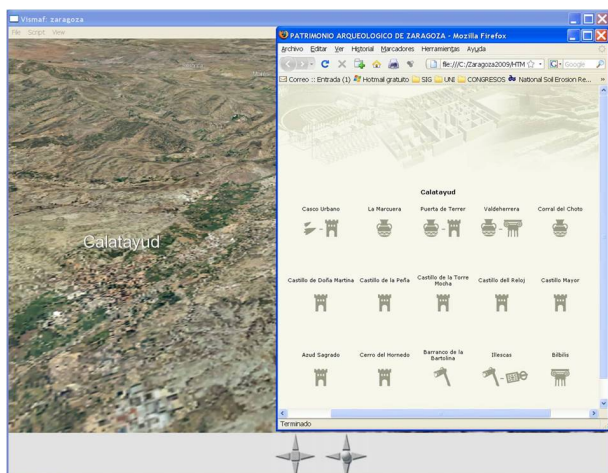 Vismaf: zaragoza
File Script View
Calatayud
PATRIMONIO ARQUEOLOGICO DE ZARAGOZA - Mozilla Firefox
Archivo Editar Ver Historial Marcadores Herramientas Ayuda
file:///C:/Zaragoza2009/HTM
Google
Correo :: Entrada (1) Hotmail gratuito SIG UNI CONGRESOS National Soil Erosion Re... »
Calatayud
Casco Urbano La Marcuera Puerta de Terrer Valdeherrera Corral del Choto
Castillo de Doña Martina Castillo de la Peña Castillo de la Torre Mocha Castillo dell Reloj Castillo Mayor
Azud Sagrado Cerro del Hornedo Barranco de la Bartolina Illescas Bilbilis
Terminado